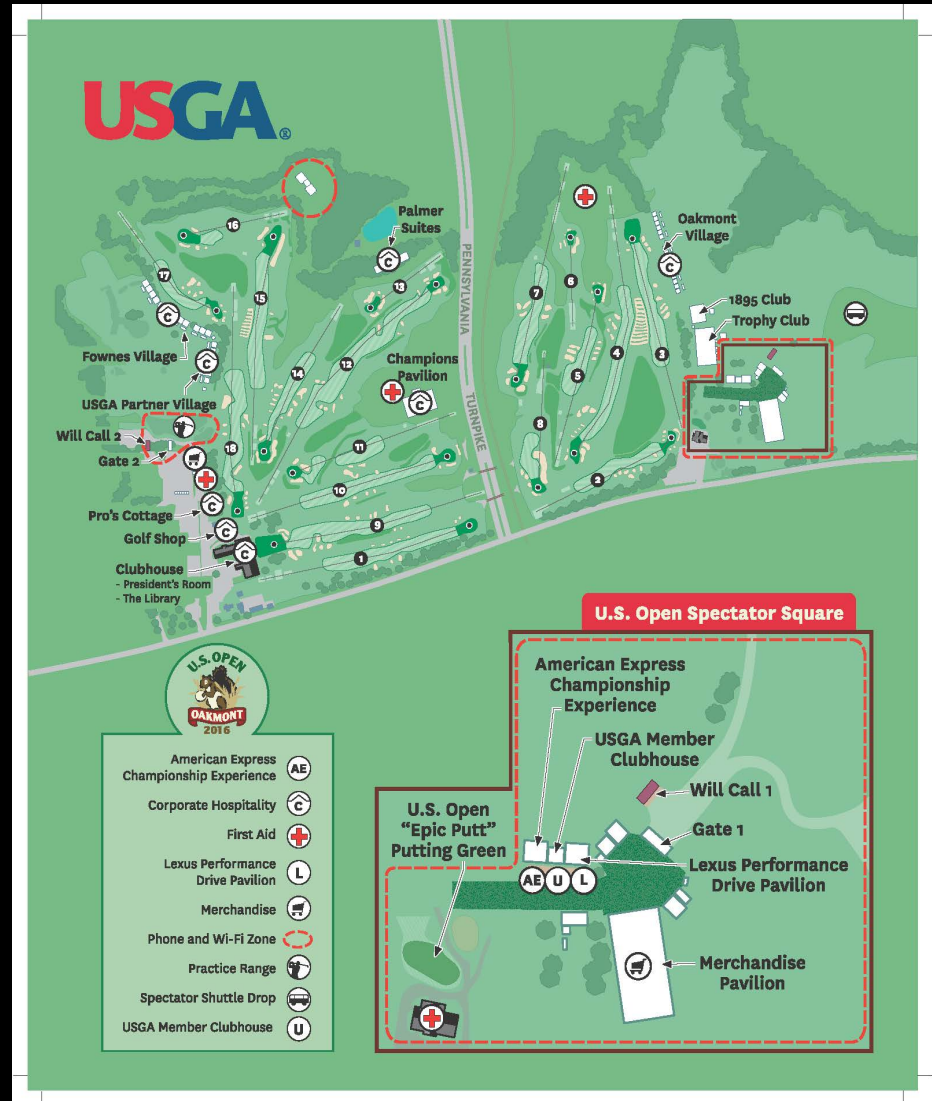 USGA®
PENNSYLVANIA
TURNPIKE
Palmer
Suites
Oakmont
Village
1895 Club
Trophy Club
Champions
Pavilion
Fownes Village
USGA Partner Village
Will Call 2
Gate 2
Pro's Cottage
Golf Shop
Clubhouse
- President's Room
- The Library
16
17
15
13
14
12
18
11
10
9
1
7
6
5
4
3
8
2
C
C
C
C
C
C
C
C
U.S. Open Spectator Square
American Express
Championship
Experience
USGA Member
Clubhouse
Will Call 1
U.S. Open
“Epic Putt”
Putting Green
Gate 1
Lexus Performance
Drive Pavilion
AE
U
L
Merchandise
Pavilion
U.S. OPEN
OAKMONT
2016
American Express
Championship Experience
AE
Corporate Hospitality
C
First Aid
Lexus Performance
Drive Pavilion
L
Merchandise
Phone and Wi-Fi Zone
Practice Range
Spectator Shuttle Drop
USGA Member Clubhouse
U